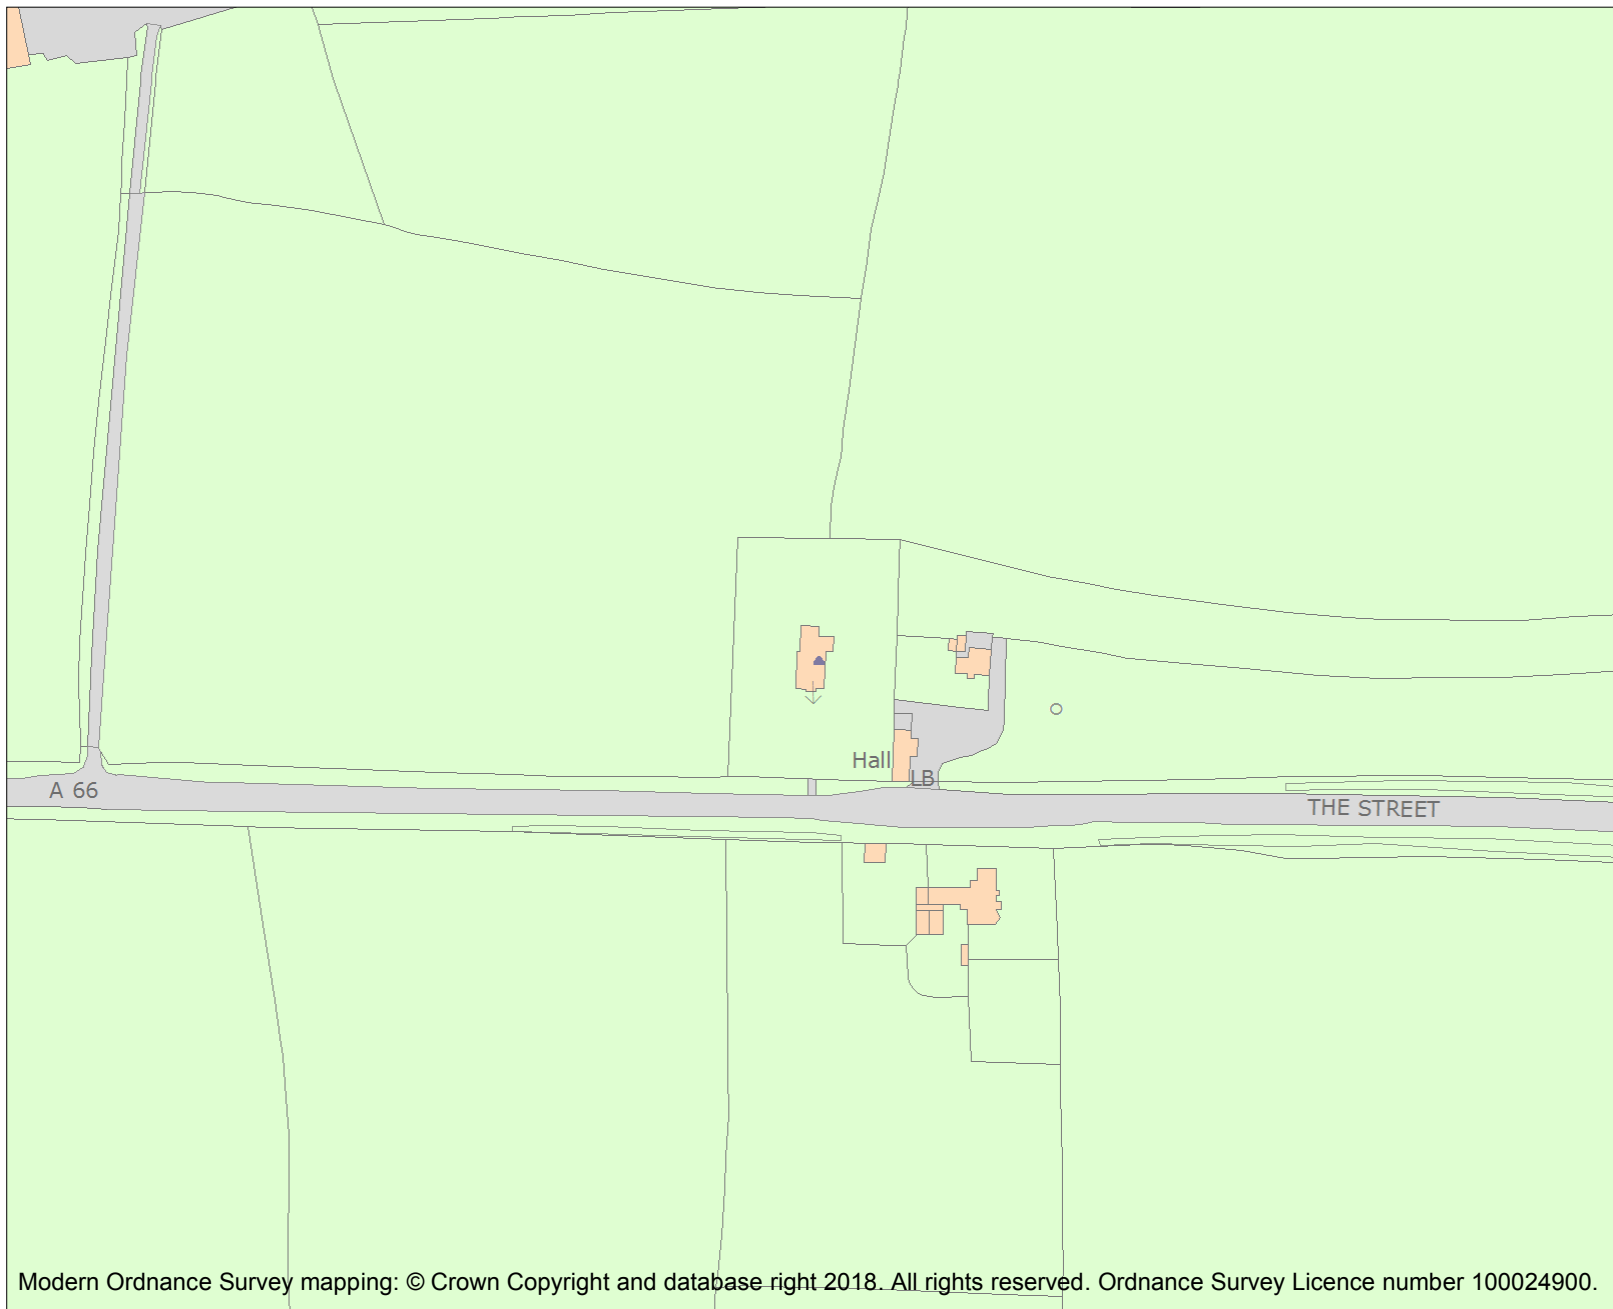 Hall
LB
A 66
THE STREET
Modern Ordnance Survey mapping: © Crown Copyright and database right 2018. All rights reserved. Ordnance Survey Licence number 100024900.